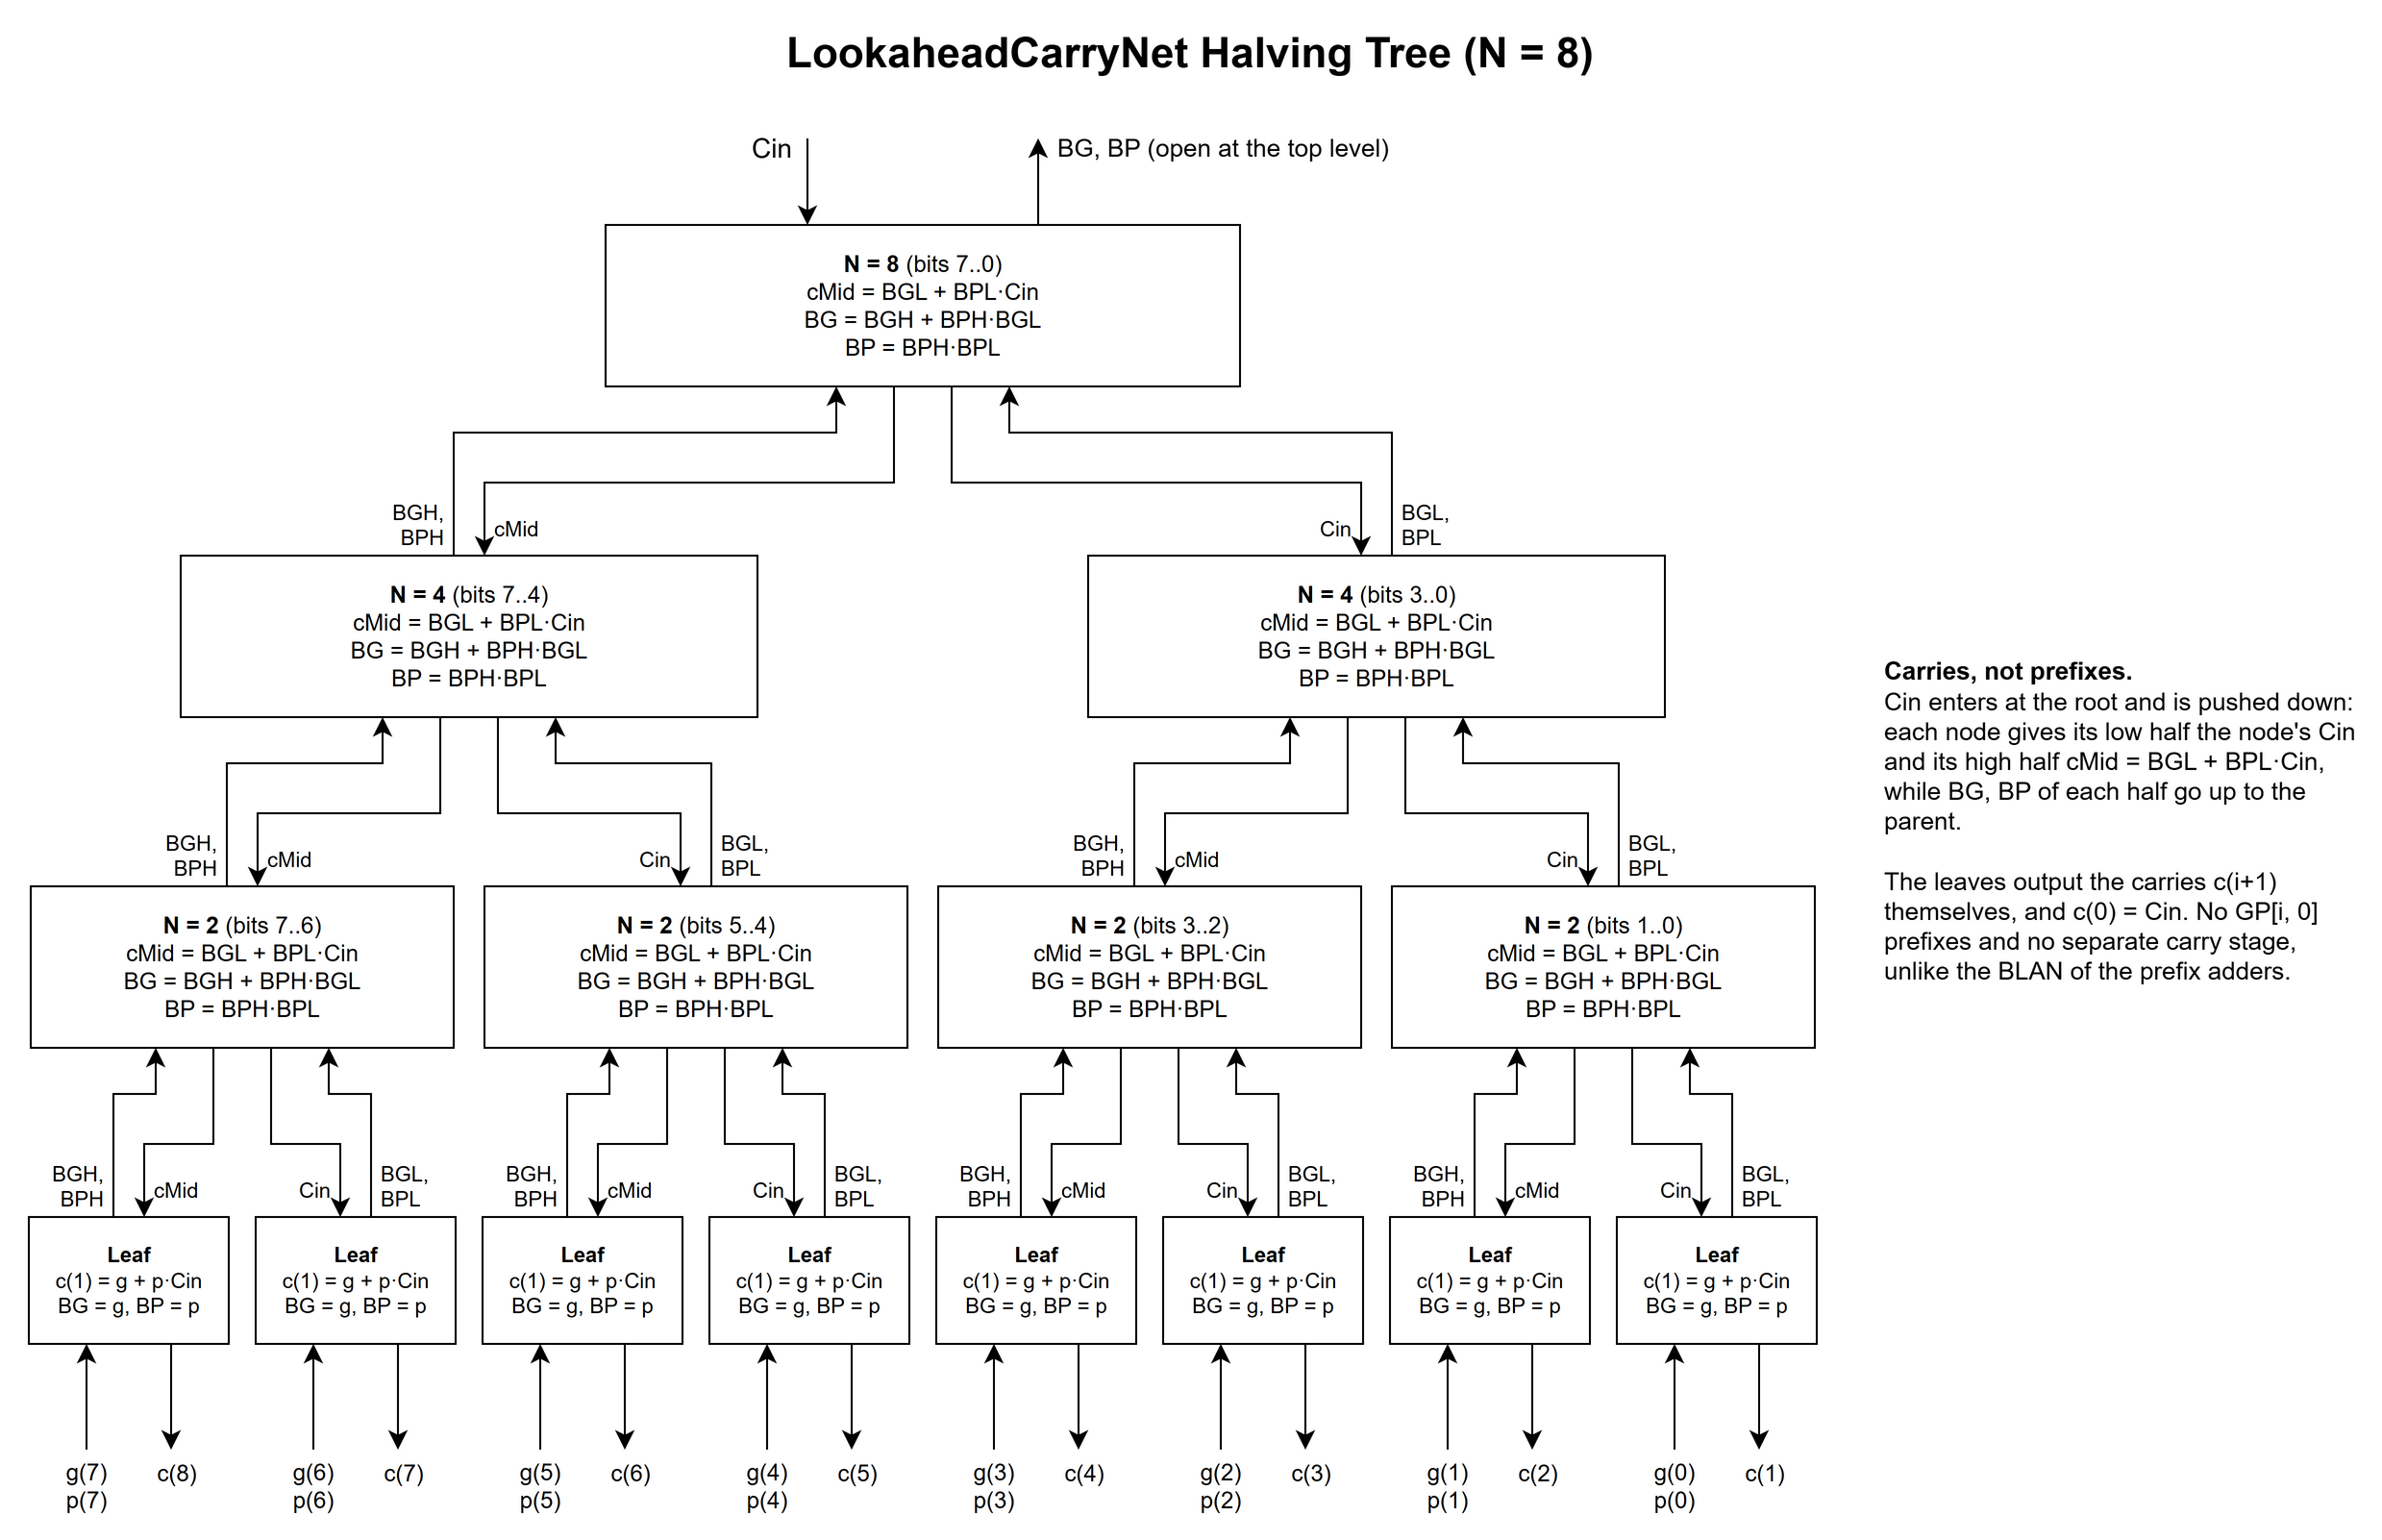 LookaheadCarryNet Halving Tree (N = 8)
Cin
BG, BP (open at the top level)
N = 8 (bits 7..0)
cMid = BGL + BPL·Cin
BG = BGH + BPH·BGL
BP = BPH·BPL
BGH,
BPH
cMid
Cin
BGL,
BPL
N = 4 (bits 7..4)
cMid = BGL + BPL·Cin
BG = BGH + BPH·BGL
BP = BPH·BPL
N = 4 (bits 3..0)
cMid = BGL + BPL·Cin
BG = BGH + BPH·BGL
BP = BPH·BPL
Carries, not prefixes.
Cin enters at the root and is pushed down:
each node gives its low half the node's Cin
and its high half cMid = BGL + BPL·Cin,
while BG, BP of each half go up to the
parent.
The leaves output the carries c(i+1)
themselves, and c(0) = Cin. No GP[i, 0]
prefixes and no separate carry stage,
unlike the BLAN of the prefix adders.
BGH,
BPH
cMid
Cin
BGL,
BPL
BGH,
BPH
cMid
Cin
BGL,
BPL
N = 2 (bits 7..6)
cMid = BGL + BPL·Cin
BG = BGH + BPH·BGL
BP = BPH·BPL
N = 2 (bits 5..4)
cMid = BGL + BPL·Cin
BG = BGH + BPH·BGL
BP = BPH·BPL
N = 2 (bits 3..2)
cMid = BGL + BPL·Cin
BG = BGH + BPH·BGL
BP = BPH·BPL
N = 2 (bits 1..0)
cMid = BGL + BPL·Cin
BG = BGH + BPH·BGL
BP = BPH·BPL
BGH,
BPH
cMid
Cin
BGL,
BPL
BGH,
BPH
cMid
Cin
BGL,
BPL
BGH,
BPH
cMid
Cin
BGL,
BPL
BGH,
BPH
cMid
Cin
BGL,
BPL
Leaf
c(1) = g + p·Cin
BG = g, BP = p
Leaf
c(1) = g + p·Cin
BG = g, BP = p
Leaf
c(1) = g + p·Cin
BG = g, BP = p
Leaf
c(1) = g + p·Cin
BG = g, BP = p
Leaf
c(1) = g + p·Cin
BG = g, BP = p
Leaf
c(1) = g + p·Cin
BG = g, BP = p
Leaf
c(1) = g + p·Cin
BG = g, BP = p
Leaf
c(1) = g + p·Cin
BG = g, BP = p
g(7)
p(7)
c(8)
g(6)
p(6)
c(7)
g(5)
p(5)
c(6)
g(4)
p(4)
c(5)
g(3)
p(3)
c(4)
g(2)
p(2)
c(3)
g(1)
p(1)
c(2)
g(0)
p(0)
c(1)